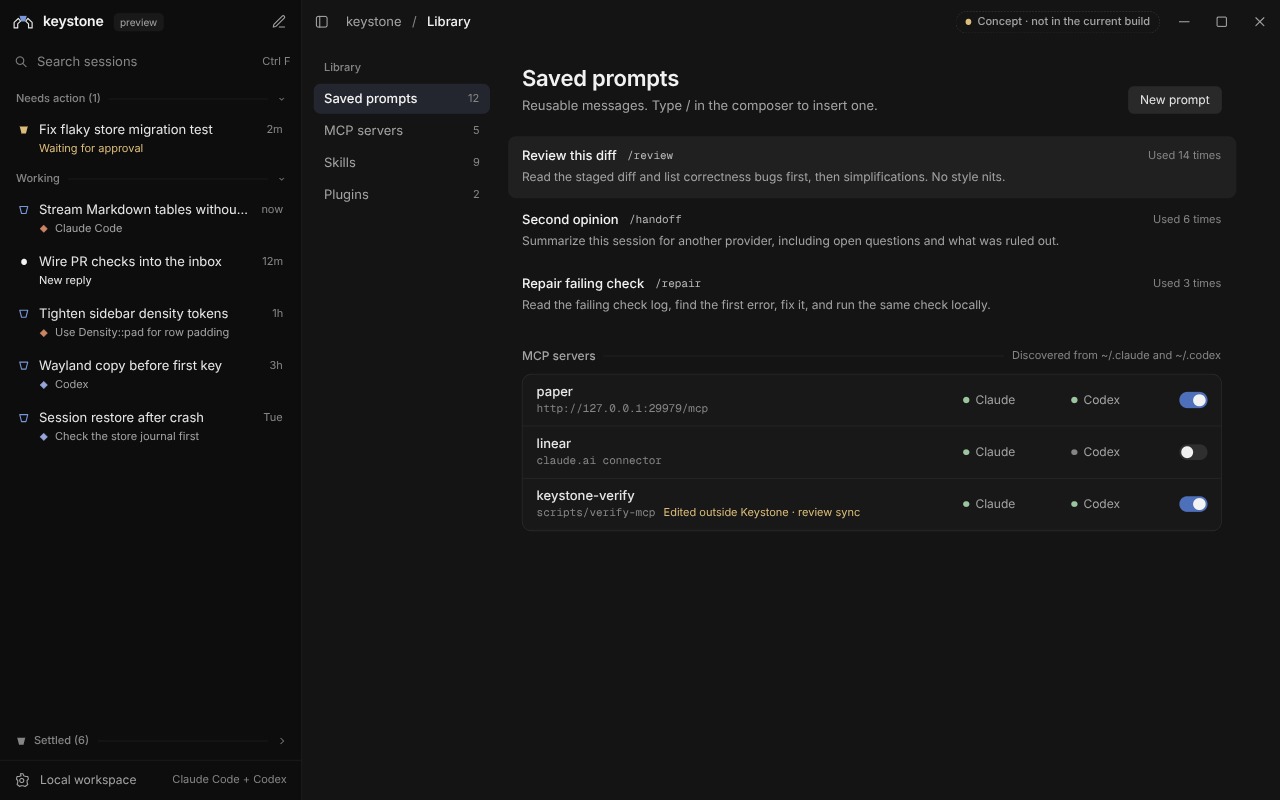 keystone preview
Search sessions Ctrl F
Needs action (1)
Fix flaky store migration test 2m
Waiting for approval
Working
Stream Markdown tables withou... now
Claude Code
Wire PR checks into the inbox 12m
New reply
Tighten sidebar density tokens 1h
Use Density::pad for row padding
Wayland copy before first key 3h
Codex
Session restore after crash Tue
Check the store journal first
Settled (6)
Local workspace Claude Code + Codex
keystone / Library
Concept · not in the current build
Library
Saved prompts 12
MCP servers 5
Skills 9
Plugins 2
Saved prompts
Reusable messages. Type / in the composer to insert one.
New prompt
Review this diff /review Used 14 times
Read the staged diff and list correctness bugs first, then simplifications. No style nits.
Second opinion /handoff Used 6 times
Summarize this session for another provider, including open questions and what was ruled out.
Repair failing check /repair Used 3 times
Read the failing check log, find the first error, fix it, and run the same check locally.
MCP servers Discovered from ~/.claude and ~/.codex
paper
http://127.0.0.1:29979/mcp
Claude Codex
linear
claude.ai connector
Claude Codex
keystone-verify
scripts/verify-mcp Edited outside Keystone · review sync
Claude Codex